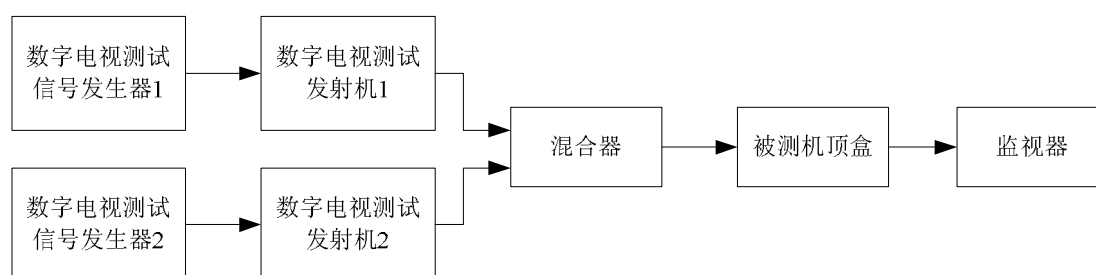 数字电视测试
信号发生器1
数字电视测试
发射机1
混合器
被测机顶盒
监视器
数字电视测试
信号发生器2
数字电视测试
发射机2